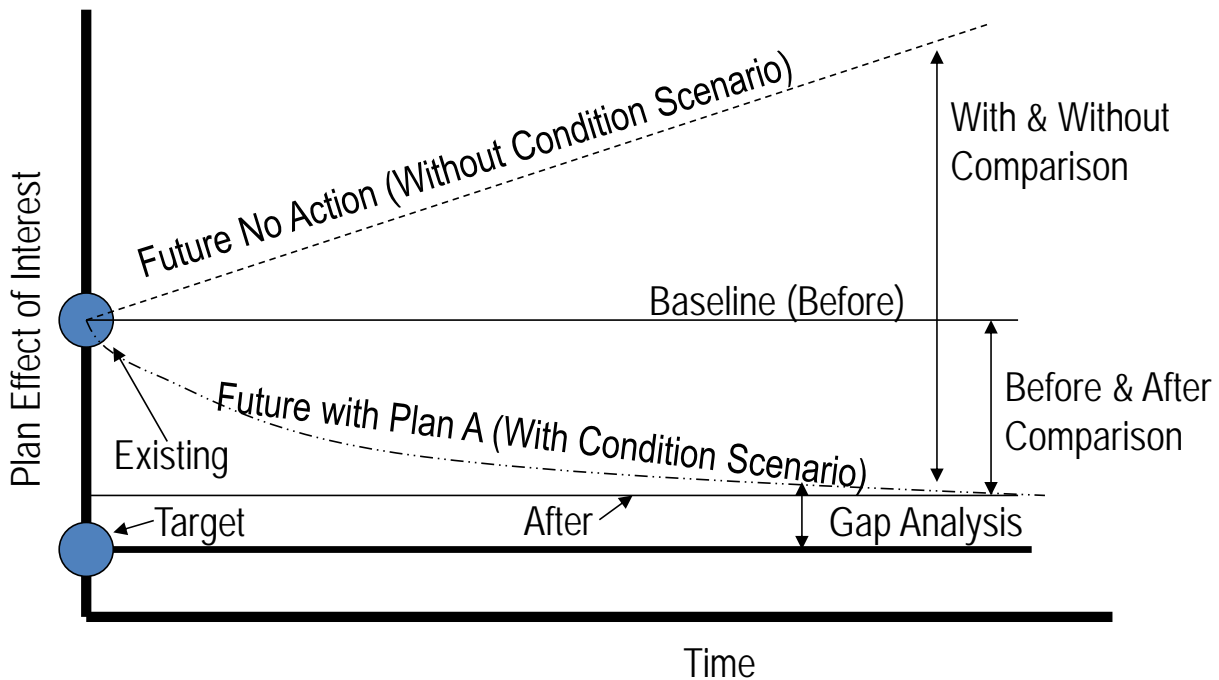 Plan Effect of Interest
Future No Action (Without Condition Scenario)
With & Without
Comparison
Baseline (Before)
Before & After
Comparison
Future with Plan A (With Condition Scenario)
Existing
Target
After
Gap Analysis
Time